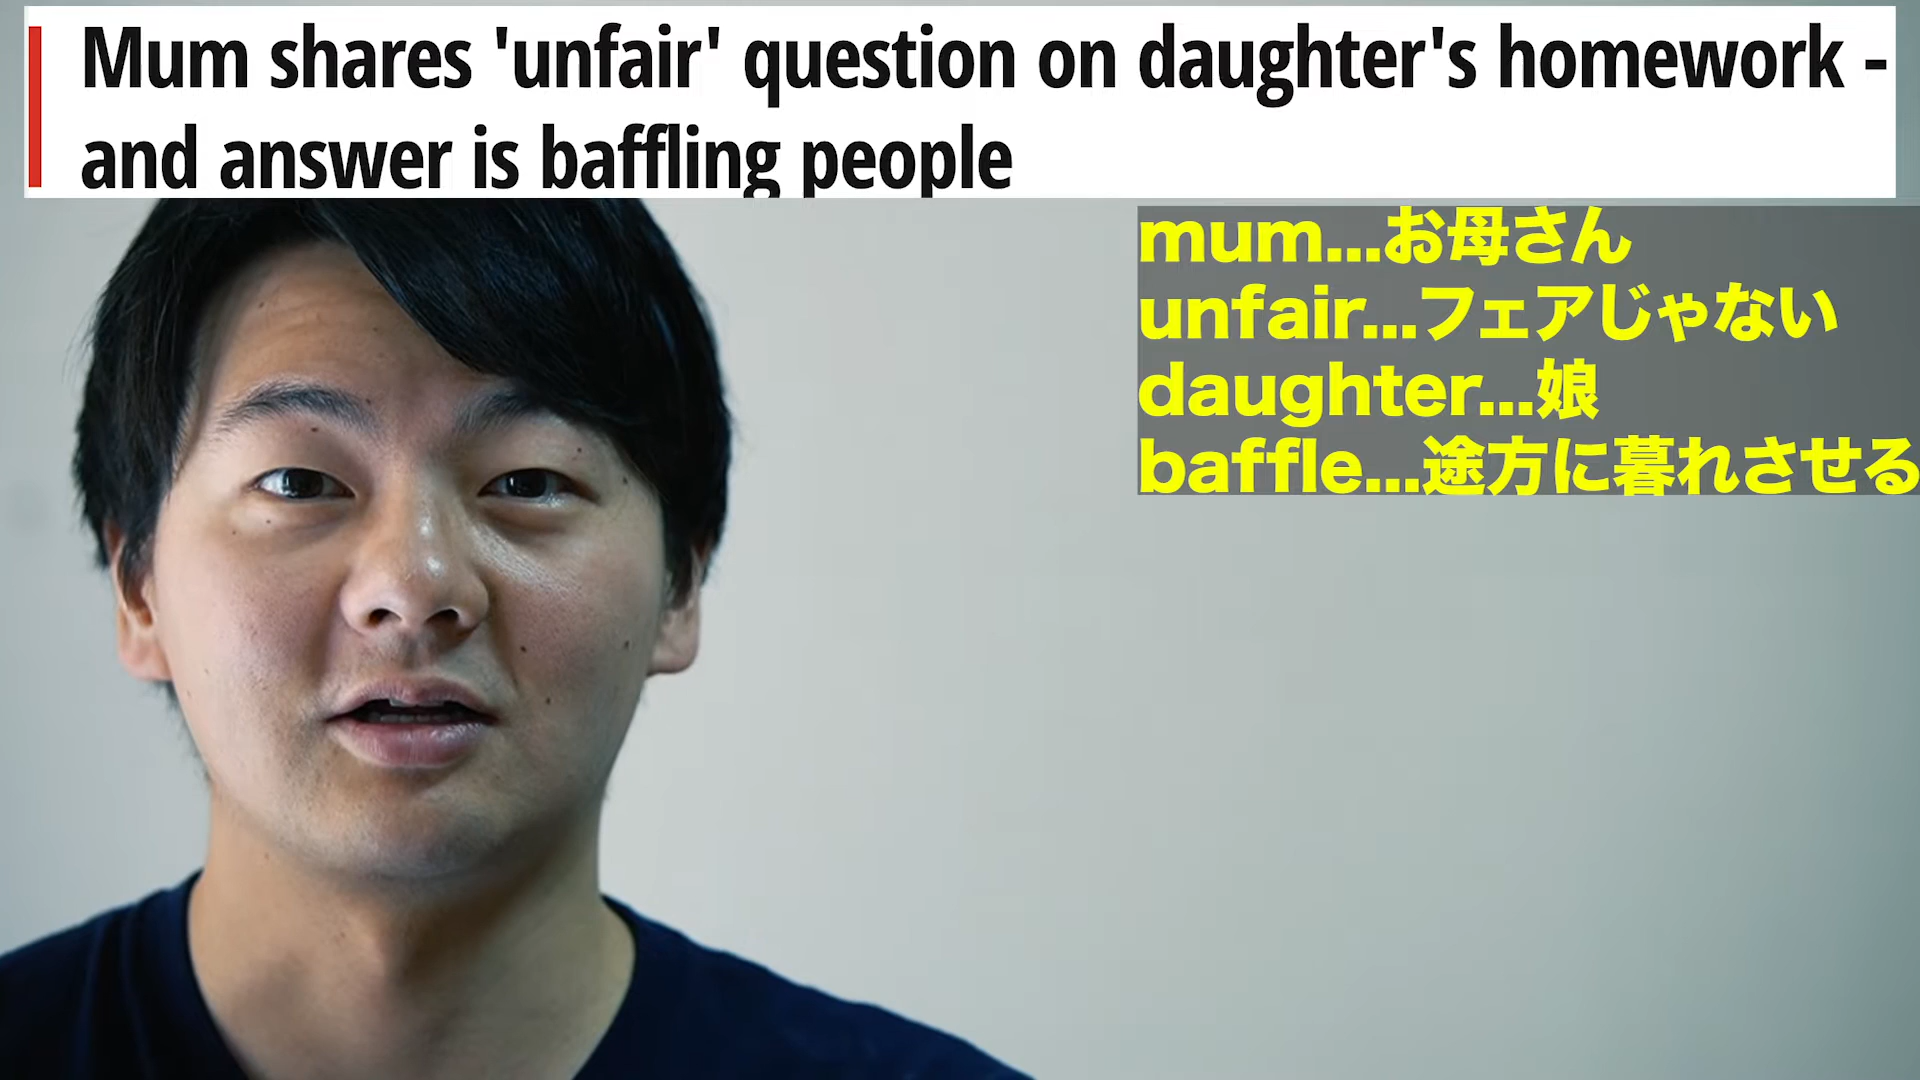 Mum shares 'unfair' question on daughter's homework -
and answer is baffling people
mum...お母さん
unfair...フェアじゃない
daughter...娘
baffle...途方に暮れさせる